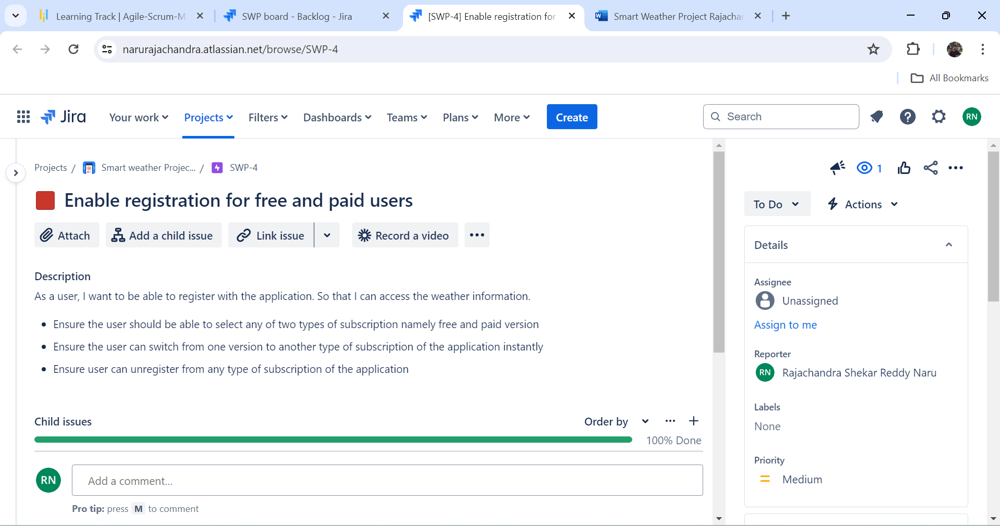 Learning Track | Agile-Scrum-M
SWP board - Backlog - Jira
[SWP-4] Enable registration for
Smart Weather Project Rajachar
narurajachandra.atlassian.net/browse/SWP-4
All Bookmarks
Jira
Your work
Projects
Filters
Dashboards
Teams
Plans
More
Create
Search
RN
Projects / Smart weather Projec... / SWP-4
1
Enable registration for free and paid users
To Do
Actions
Attach
Add a child issue
Link issue
Record a video
Details
Description
As a user, I want to be able to register with the application. So that I can access the weather information.
Ensure the user should be able to select any of two types of subscription namely free and paid version
Ensure the user can switch from one version to another type of subscription of the application instantly
Ensure user can unregister from any type of subscription of the application
Assignee
Unassigned
Assign to me
Reporter
RN Rajachandra Shekar Reddy Naru
Labels
None
Priority
Medium
Child issues
Order by
100% Done
RN
Add a comment...
Pro tip: press M to comment